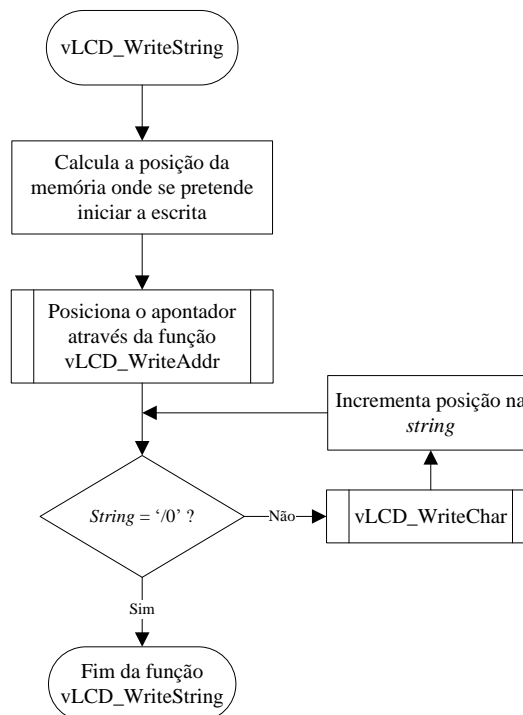 vLCD_WriteString
Calcula a posição da
memória onde se pretende
iniciar a escrita
Posiciona o apontador
através da função
vLCD_WriteAddr
Incrementa posição na
string
String = ‘/0’ ?
Não
vLCD_WriteChar
Sim
Fim da função
vLCD_WriteString